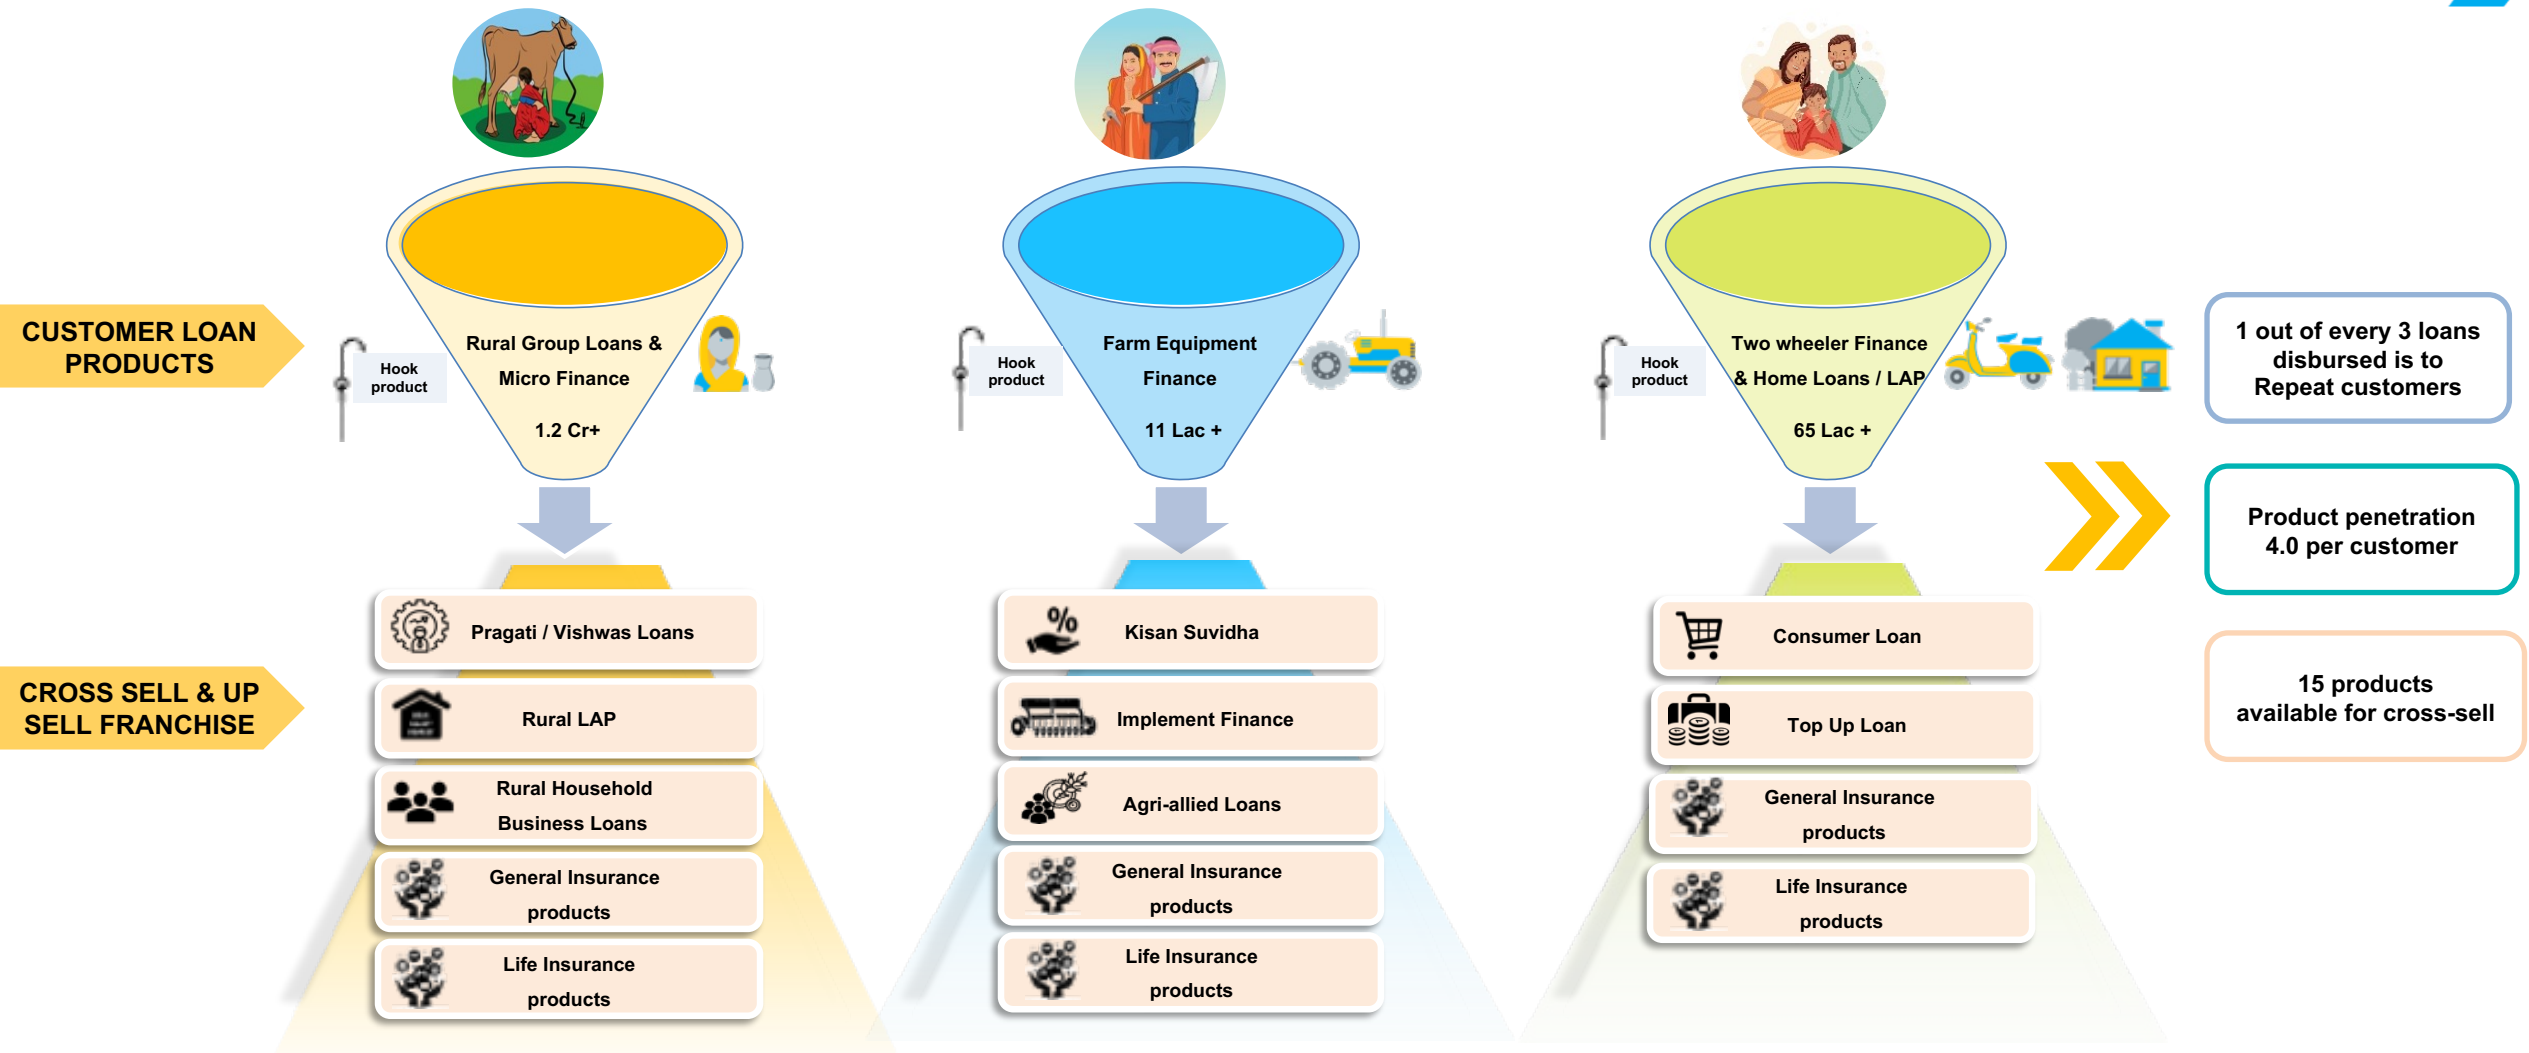 CUSTOMER LOAN
PRODUCTS
Hook
product
Rural Group Loans &
Micro Finance
1.2 Cr+
Hook
product
Farm Equipment
Finance
11 Lac +
Hook
product
Two wheeler Finance
& Home Loans / LAP
65 Lac +
1 out of every 3 loans
disbursed is to
Repeat customers
Product penetration
4.0 per customer
15 products
available for cross-sell
CROSS SELL & UP
SELL FRANCHISE
Pragati / Vishwas Loans
Rural LAP
Rural Household
Business Loans
General Insurance
products
Life Insurance
products
%
Kisan Suvidha
Implement Finance
Agri-allied Loans
General Insurance
products
Life Insurance
products
Consumer Loan
Top Up Loan
General Insurance
products
Life Insurance
products